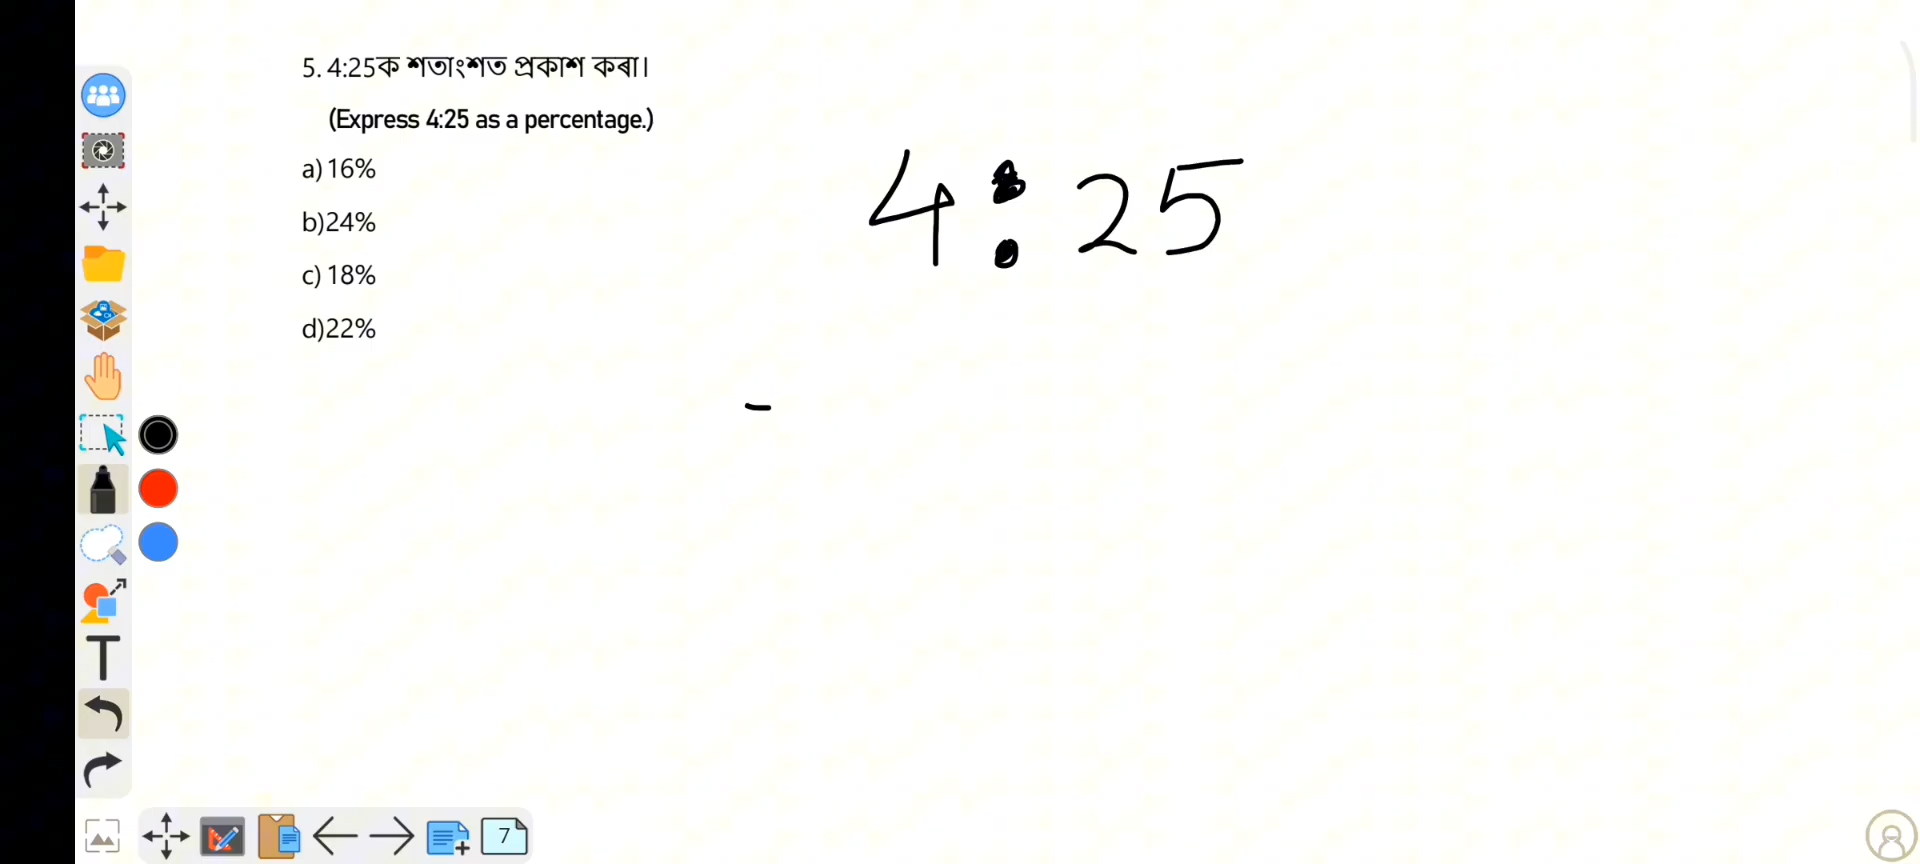 5. 4:25ক শতাংশত প্ৰকাশ কৰা।
(Express 4:25 as a percentage.)
a) 16%
b)24%
c) 18%
d)22%
4:25
-
T
7